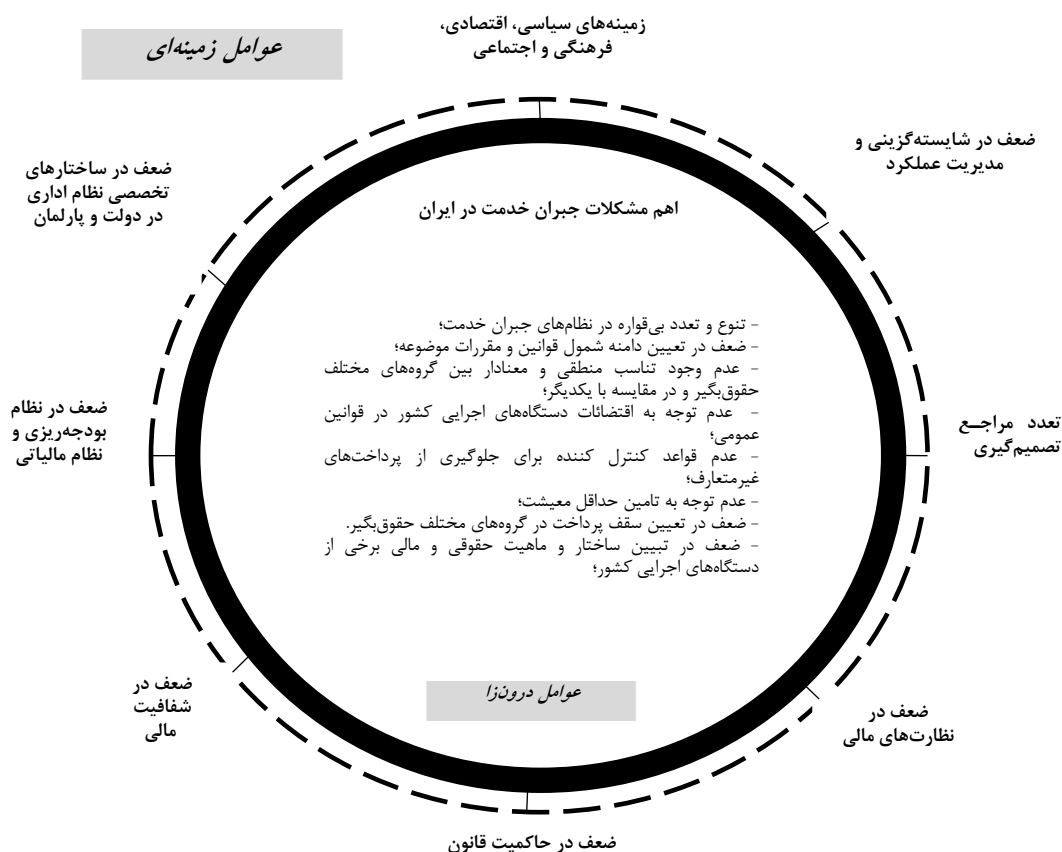 زمینه‌های سیاسی، اقتصادی،
فرهنگی و اجتماعی
عوامل زمینه‌ای
ضعف در شایسته‌گزینی و
مدیریت عملکرد
ضعف در ساختارهای
تخصصی نظام اداری
در دولت و پارلمان
اهم مشکلات جبران خدمت در ایران
- تنوع و تعدد بی‌قواره در نظام‌های جبران خدمت؛
- ضعف در تعیین دامنه شمول قوانین و مقررات موضوعه؛
- عدم وجود تناسب منطقی و معنادار بین گروه‌های مختلف
حقوق‌بگیر و در مقایسه با یکدیگر؛
- عدم توجه به اقتضائات دستگاه‌های اجرایی کشور در قوانین
عمومی؛
- عدم قواعد کنترل کننده برای جلوگیری از پرداخت‌های
غیرمتعارف؛
- عدم توجه به تامین حداقل معیشت؛
- ضعف در تعیین سقف پرداخت در گروه‌های مختلف حقوق‌بگیر.
- ضعف در تبیین ساختار و ماهیت حقوقی و مالی برخی از
دستگاه‌های اجرایی کشور؛
تعدد مراجع
تصمیم‌گیری
ضعف در نظام
بودجه‌ریزی و
نظام مالیاتی
ضعف در
نظارت‌های مالی
ضعف در
شفافیت
مالی
عوامل درون‌زا
ضعف در حاکمیت قانون